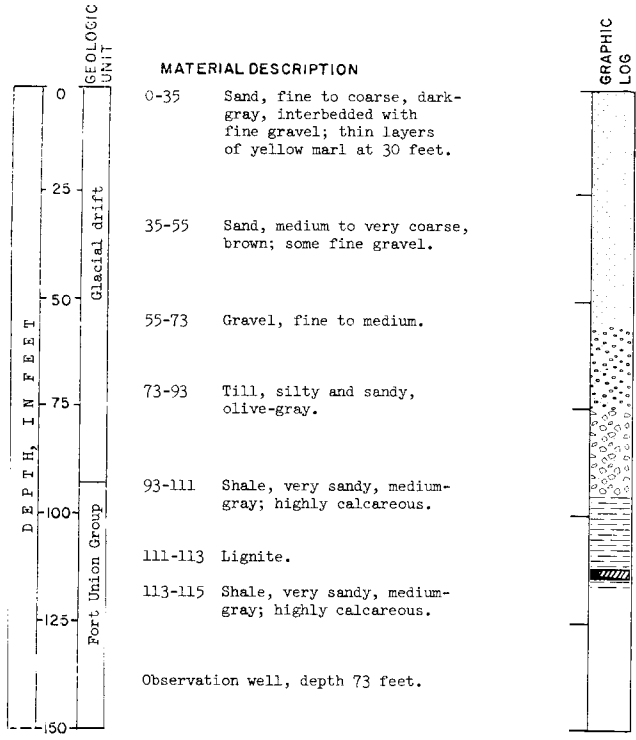 GEOLOGIC
UNIT
MATERIAL DESCRIPTION
GRAPHIC
LOG
DEPTH, IN FEET
0
25
50
75
100
125
150
Glacial drift
Fort Union Group
0-35 Sand, fine to coarse, dark-
gray, interbedded with
fine gravel; thin layers
of yellow marl at 30 feet.
35-55 Sand, medium to very coarse,
brown; some fine gravel.
55-73 Gravel, fine to medium.
73-93 Till, silty and sandy,
olive-gray.
93-111 Shale, very sandy, medium-
gray; highly calcareous.
111-113 Lignite.
113-115 Shale, very sandy, medium-
gray; highly calcareous.
Observation well, depth 73 feet.